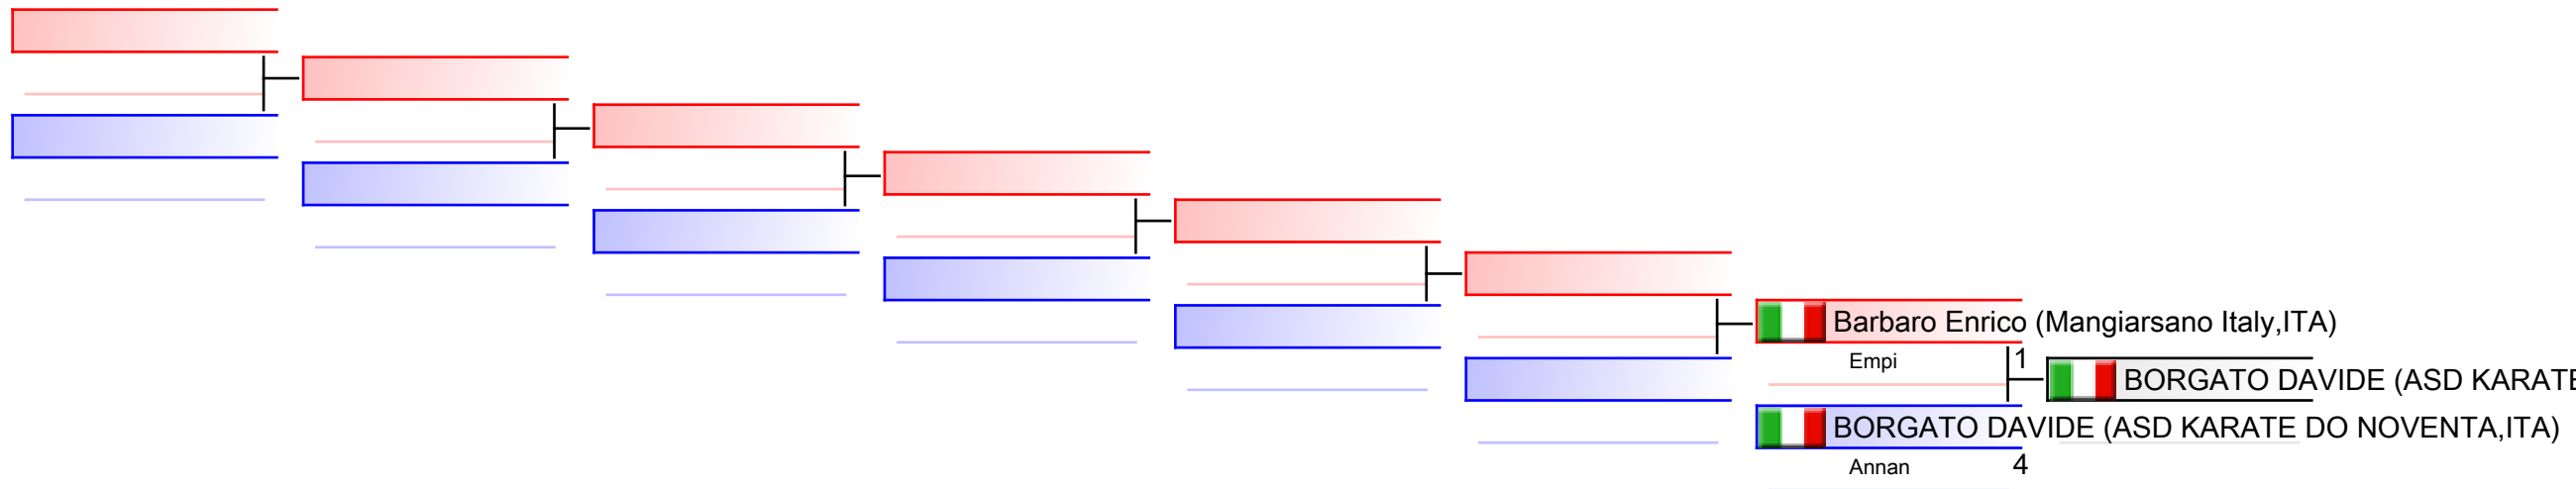 Barbaro Enrico (Mangiarsano Italy,ITA)
Empi
1
BORGATO DAVIDE (ASD KARATE
BORGATO DAVIDE (ASD KARATE DO NOVENTA,ITA)
Annan
4